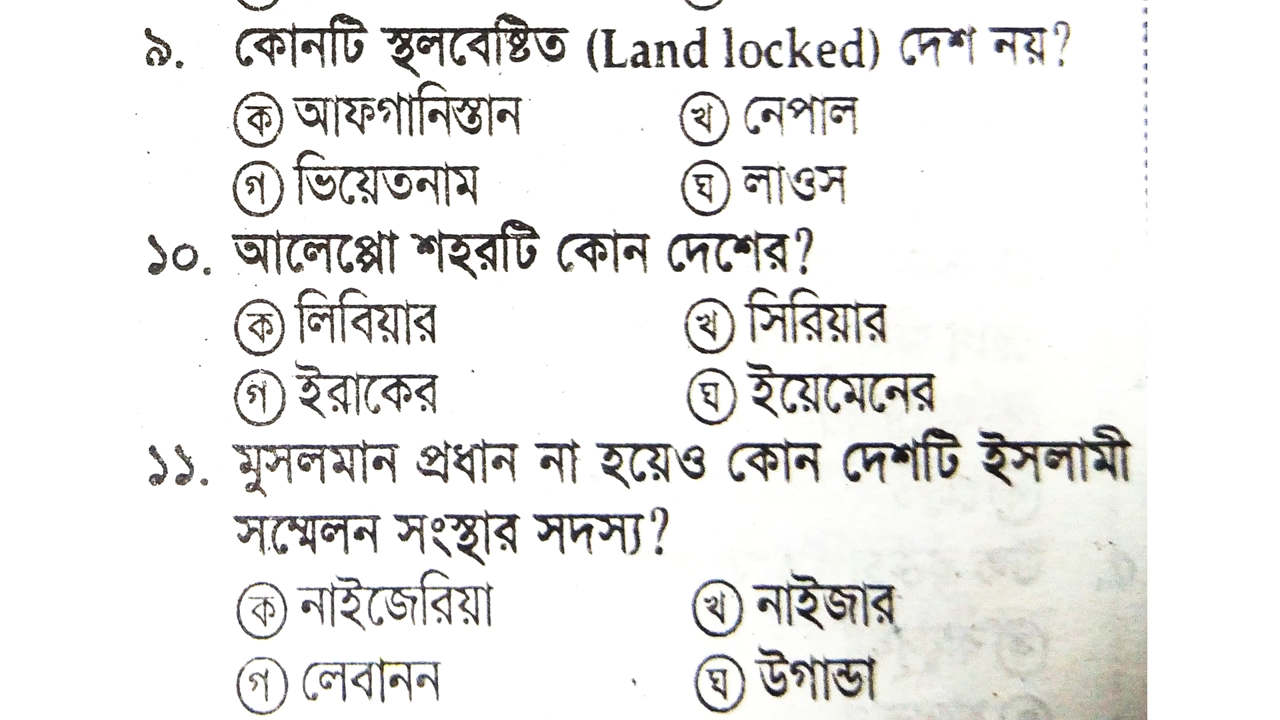 ৯. কোনটি স্থলবেষ্টিত (Land locked) দেশ নয়?
ক আফগানিস্তান খ নেপাল
গ ভিয়েতনাম ঘ লাওস
১০. আলেপ্পো শহরটি কোন দেশের?
ক লিবিয়ার খ সিরিয়ার
গ ইরাকের ঘ ইয়েমেনের
১১. মুসলমান প্রধান না হয়েও কোন দেশটি ইসলামী
সম্মেলন সংস্থার সদস্য?
ক নাইজেরিয়া খ নাইজার
গ লেবানন ঘ উগান্ডা